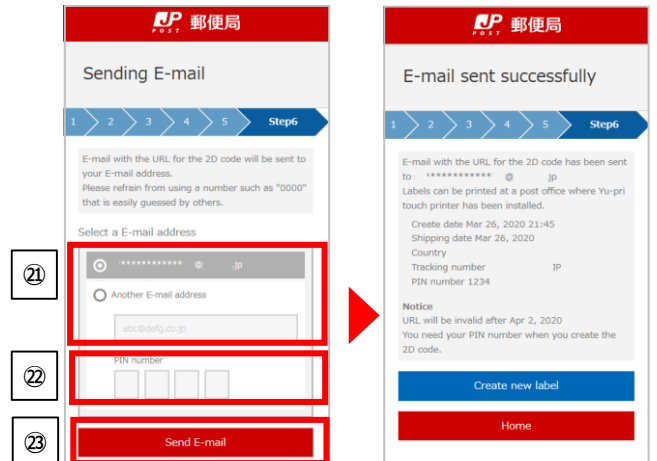 JP POST 郵便局
Sending E-mail
1 2 3 4 5 Step6
E-mail with the URL for the 2D code will be sent to
your E-mail address.
Please refrain from using a number such as "0000"
that is easily guessed by others.
Select a E-mail address
㉑
************ @ .jp
Another E-mail address
abc@defg.co.jp
㉒
PIN number
㉓
Send E-mail
JP POST 郵便局
E-mail sent successfully
1 2 3 4 5 Step6
E-mail with the URL for the 2D code has been sent
to : ************ @ jp
Labels can be printed at a post office where Yu-pri
touch printer has been installed.
Create date Mar 26, 2020 21:45
Shipping date Mar 26, 2020
Country
Tracking number JP
PIN number 1234
Notice
URL will be invalid after Apr 2, 2020
You need your PIN number when you create the
2D code.
Create new label
Home